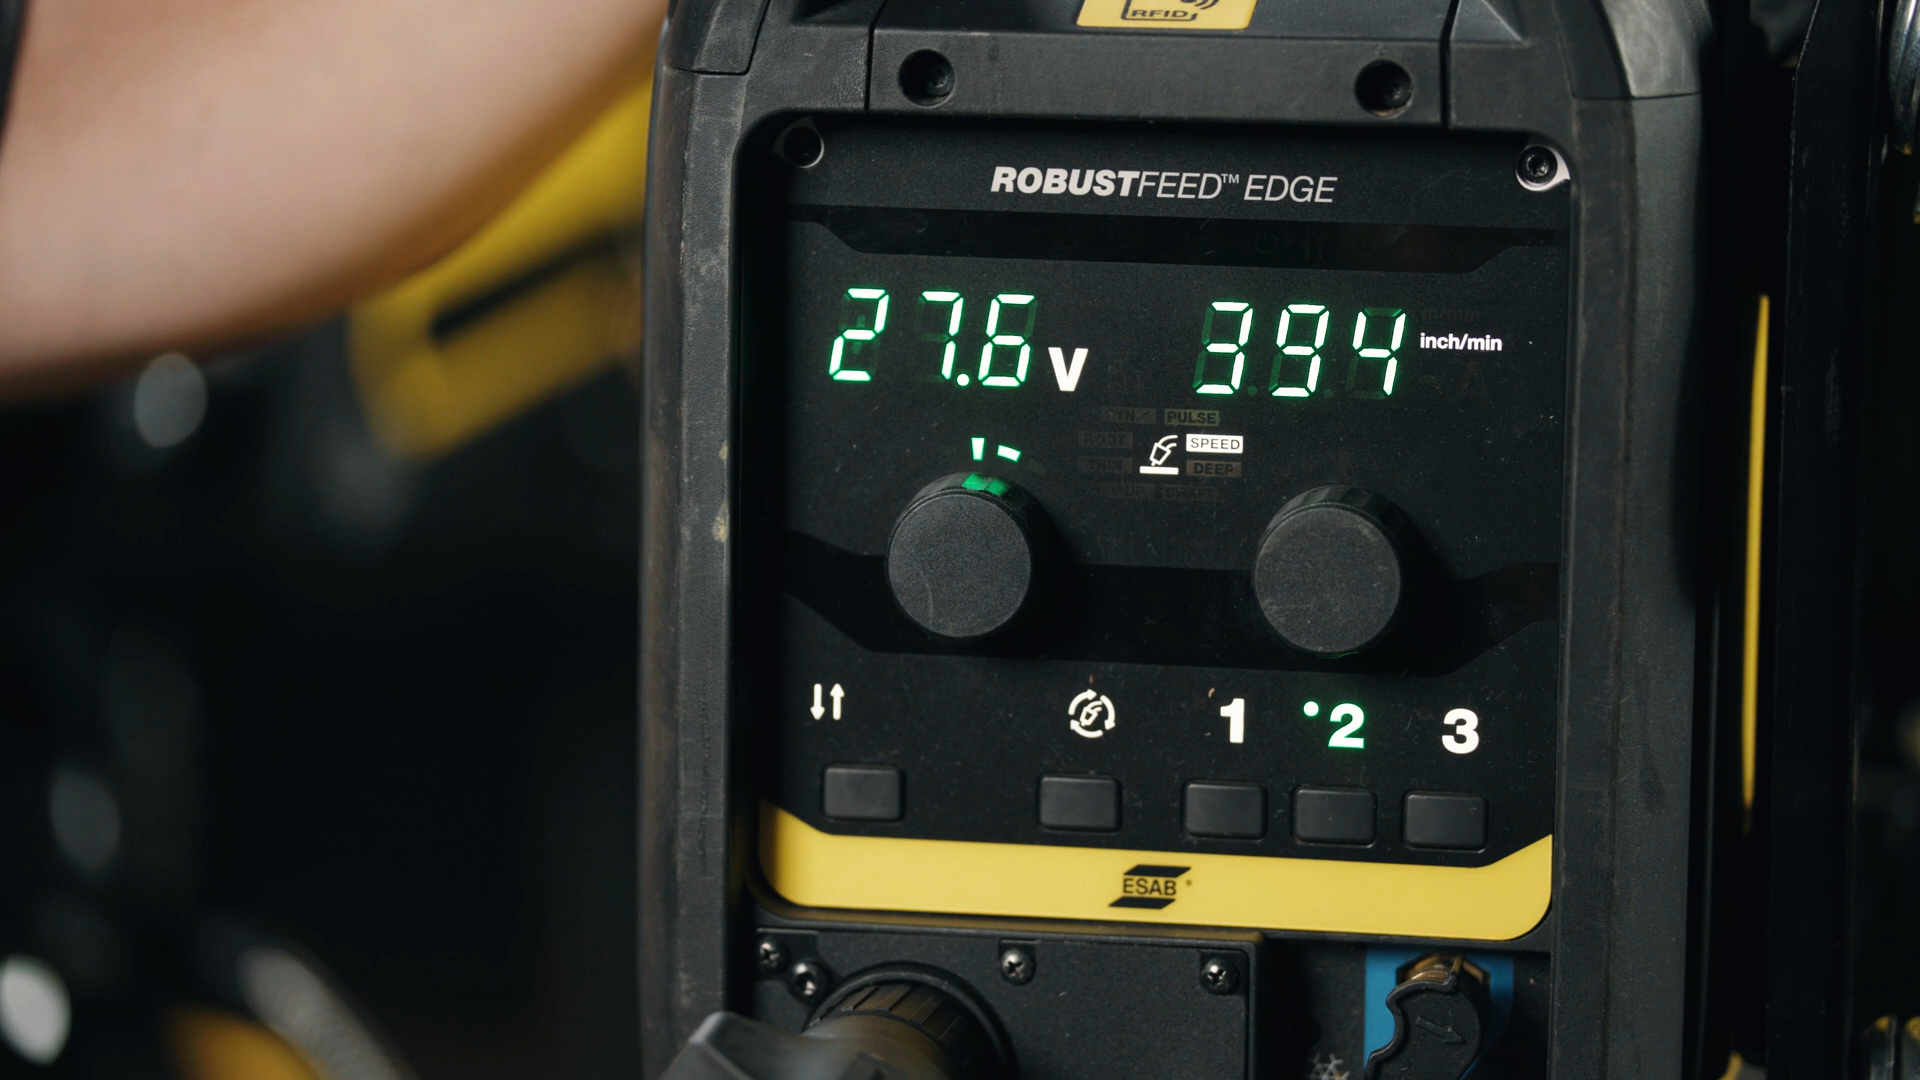 RFID
ROBUSTFEED™ EDGE
27.6 V 394 inch/min
PULSE
SPEED
DEEP
1 2 3
ESAB